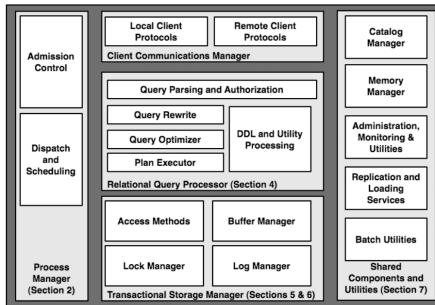 Admission
Control
Dispatch
and
Scheduling
Process
Manager
(Section 2)
Local Client
Protocols
Remote Client
Protocols
Client Communications Manager
Query Parsing and Authorization
Query Rewrite
Query Optimizer
Plan Executor
DDL and Utility
Processing
Relational Query Processor (Section 4)
Access Methods
Buffer Manager
Lock Manager
Log Manager
Transactional Storage Manager (Sections 5 & 6)
Catalog
Manager
Memory
Manager
Administration,
Monitoring &
Utilities
Replication and
Loading
Services
Batch Utilities
Shared
Components and
Utilities (Section 7)